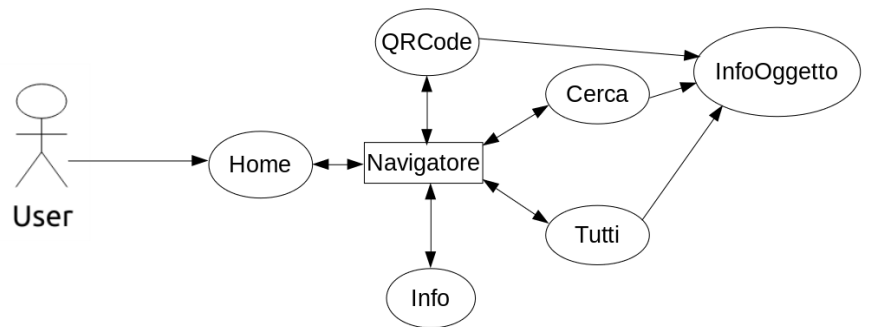 QRCode
InfoOggetto
Cerca
Home
Navigatore
User
Tutti
Info